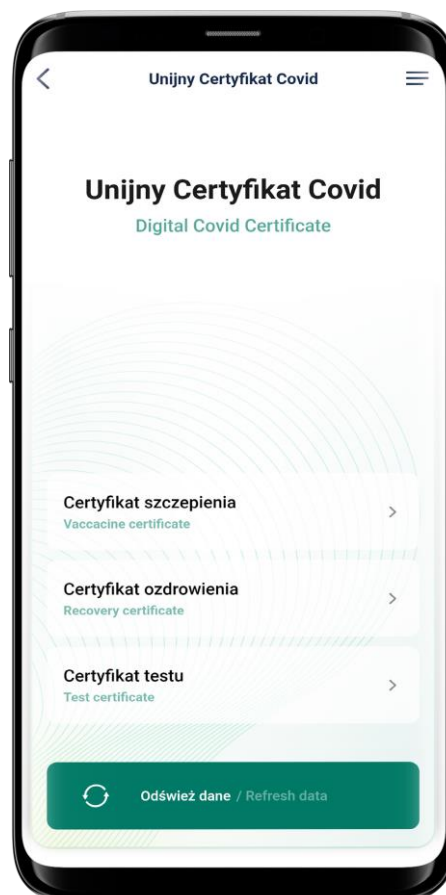 Unijny Certyfikat Covid
Unijny Certyfikat Covid
Digital Covid Certificate
Certyfikat szczepienia
Vaccacine certificate
Certyfikat ozdrowienia
Recovery certificate
Certyfikat testu
Test certificate
Odśwież dane / Refresh data